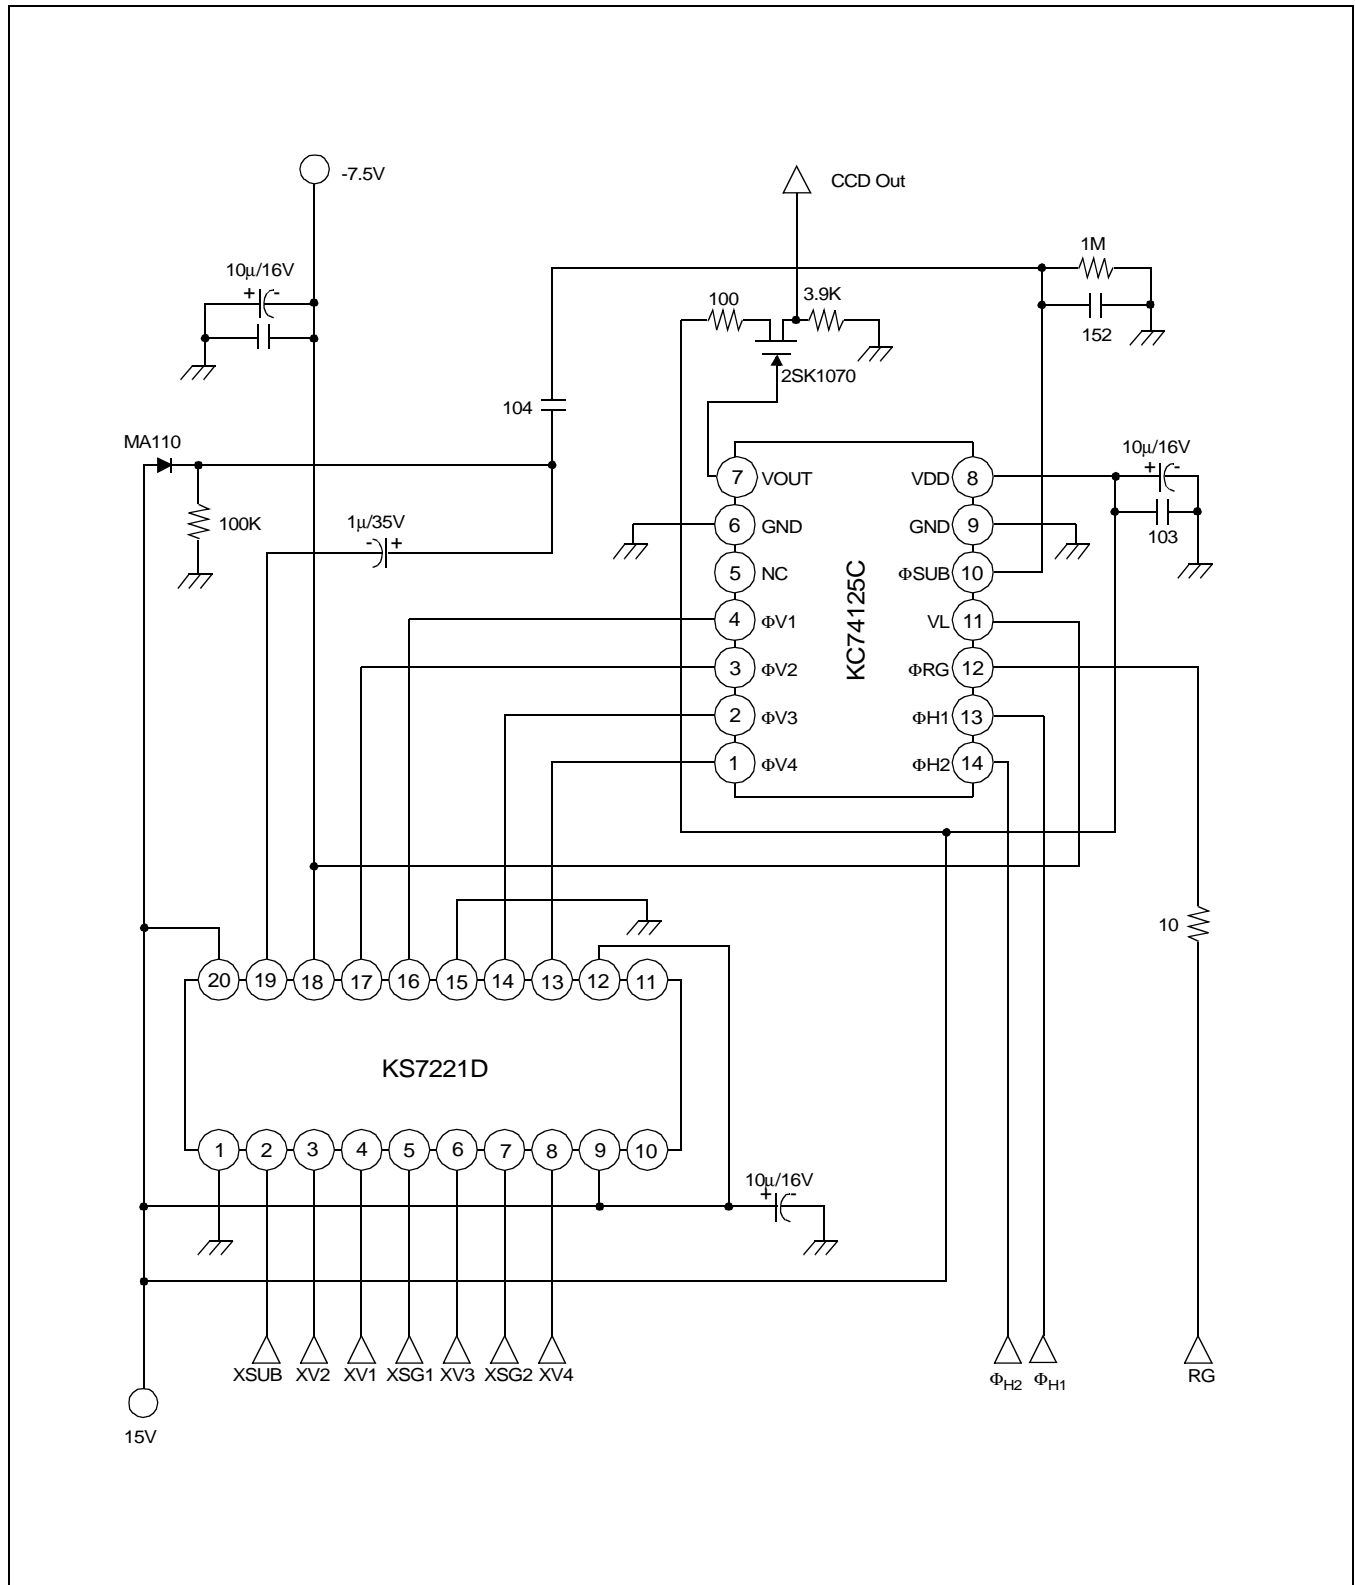 -7.5V
CCD Out
1M
10μ/16V
+ -
100
3.9K
152
2SK1070
104
MA110
10μ/16V
+ -
7 VOUT
VDD 8
100K
1μ/35V
- +
6 GND
GND 9
103
5 NC
ΦSUB 10
KC74125C
4 ΦV1
VL 11
3 ΦV2
ΦRG 12
2 ΦV3
ΦH1 13
1 ΦV4
ΦH2 14
10
20 19 18 17 16 15 14 13 12 11
KS7221D
1 2 3 4 5 6 7 8 9 10
10μ/16V
+ -
XSUB XV2 XV1 XSG1 XV3 XSG2 XV4
ΦH2 ΦH1
RG
15V